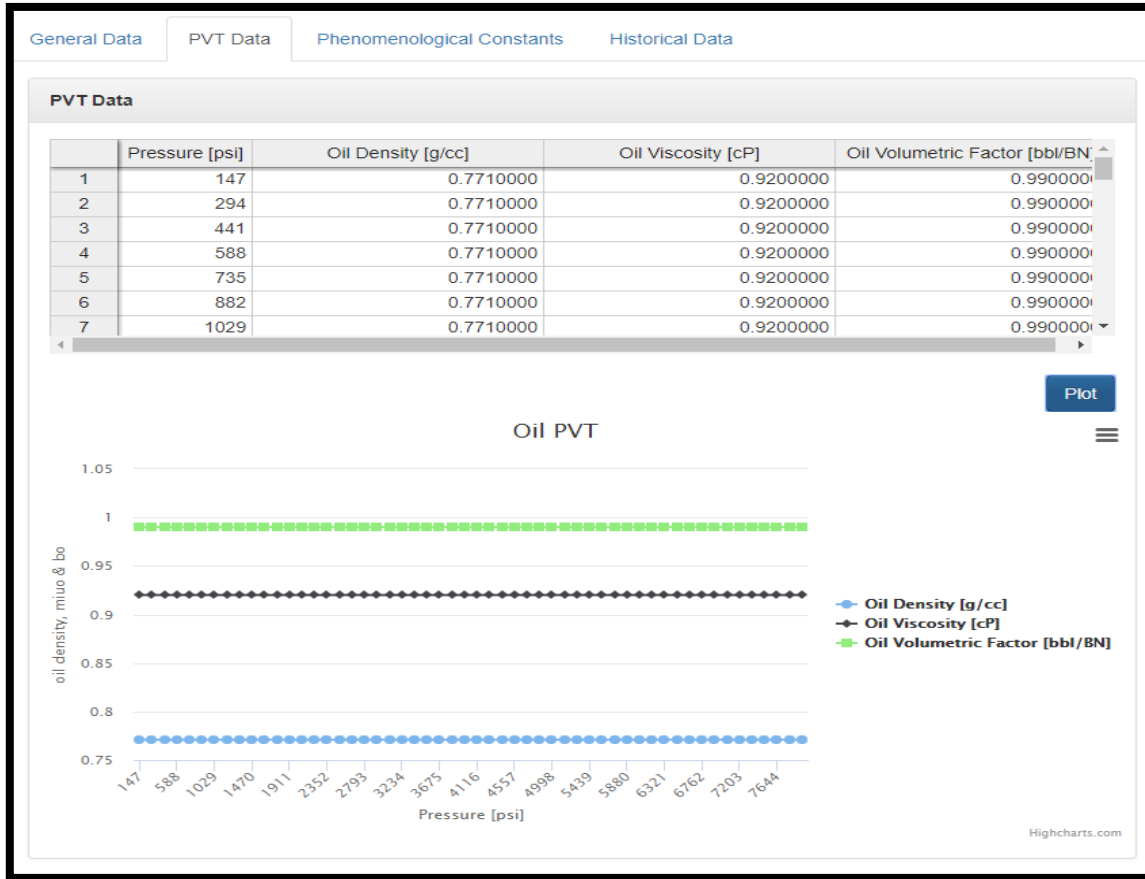 General Data PVT Data Phenomenological Constants Historical Data
PVT Data
Pressure [psi] Oil Density [g/cc] Oil Viscosity [cP] Oil Volumetric Factor [bbl/BN]
1 147 0.7710000 0.9200000 0.990000
2 294 0.7710000 0.9200000 0.990000
3 441 0.7710000 0.9200000 0.990000
4 588 0.7710000 0.9200000 0.990000
5 735 0.7710000 0.9200000 0.990000
6 882 0.7710000 0.9200000 0.990000
7 1029 0.7710000 0.9200000 0.990000
Plot
Oil PVT
1.05
1
0.95
0.9
0.85
0.8
0.75
oil density, miuo & bo
Oil Density [g/cc]
Oil Viscosity [cP]
Oil Volumetric Factor [bbl/BN]
147 588 1029 1470 1911 2352 2793 3234 3675 4116 4557 4998 5439 5880 6321 6762 7203 7644
Pressure [psi]
Highcharts.com